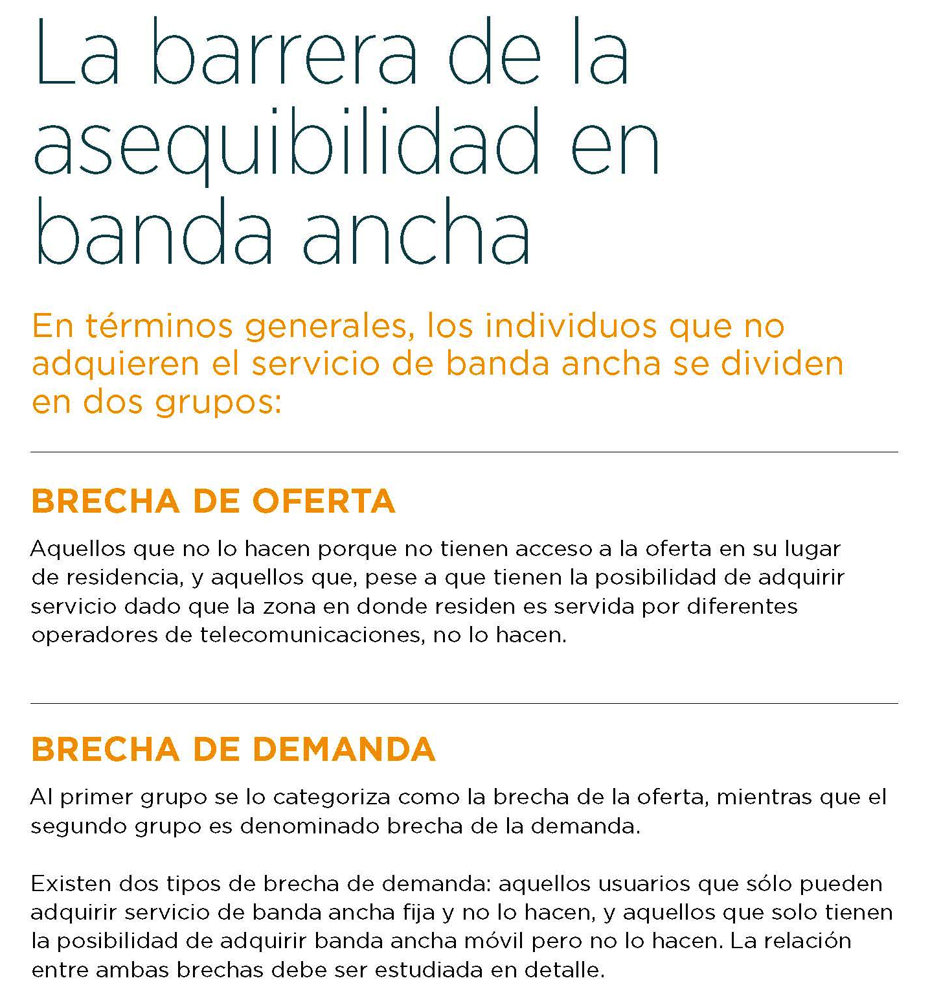 La barrera de la
asequibilidad en
banda ancha
En términos generales, los individuos que no
adquieren el servicio de banda ancha se dividen
en dos grupos:
BRECHA DE OFERTA
Aquellos que no lo hacen porque no tienen acceso a la oferta en su lugar
de residencia, y aquellos que, pese a que tienen la posibilidad de adquirir
servicio dado que la zona en donde residen es servida por diferentes
operadores de telecomunicaciones, no lo hacen.
BRECHA DE DEMANDA
Al primer grupo se lo categoriza como la brecha de la oferta, mientras que el
segundo grupo es denominado brecha de la demanda.
Existen dos tipos de brecha de demanda: aquellos usuarios que sólo pueden
adquirir servicio de banda ancha fija y no lo hacen, y aquellos que solo tienen
la posibilidad de adquirir banda ancha móvil pero no lo hacen. La relación
entre ambas brechas debe ser estudiada en detalle.